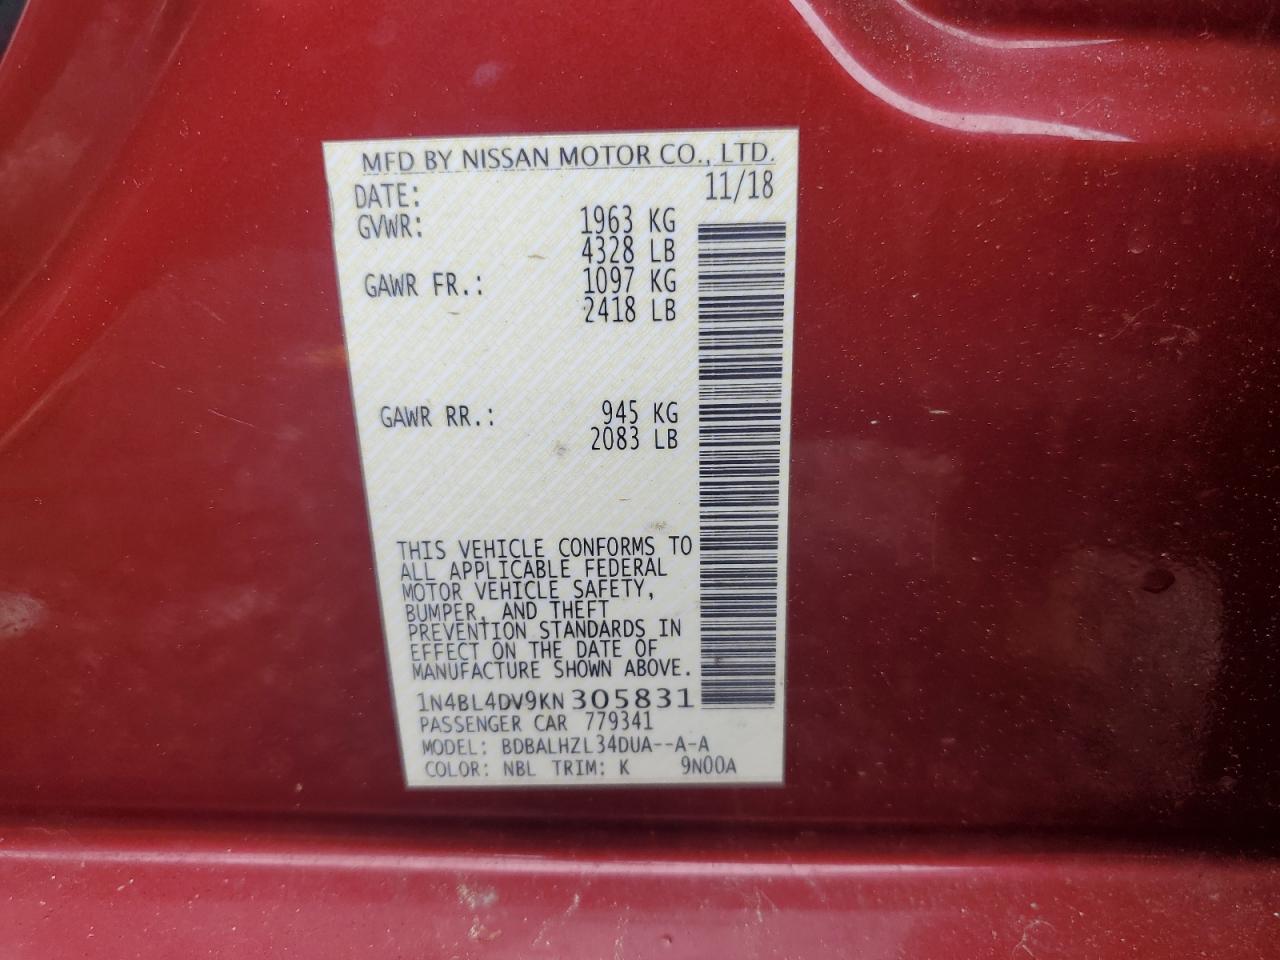 MFD BY NISSAN MOTOR CO., LTD.
DATE: 11/18
GVWR: 1963 KG
4328 LB
GAWR FR.: 1097 KG
2418 LB
GAWR RR.: 945 KG
2083 LB
THIS VEHICLE CONFORMS TO
ALL APPLICABLE FEDERAL
MOTOR VEHICLE SAFETY,
BUMPER, AND THEFT
PREVENTION STANDARDS IN
EFFECT ON THE DATE OF
MANUFACTURE SHOWN ABOVE.
1N4BL4DV9KN305831
PASSENGER CAR 779341
MODEL: BDBALHZL34DUA--A-A
COLOR: NBL TRIM: K 9N00A